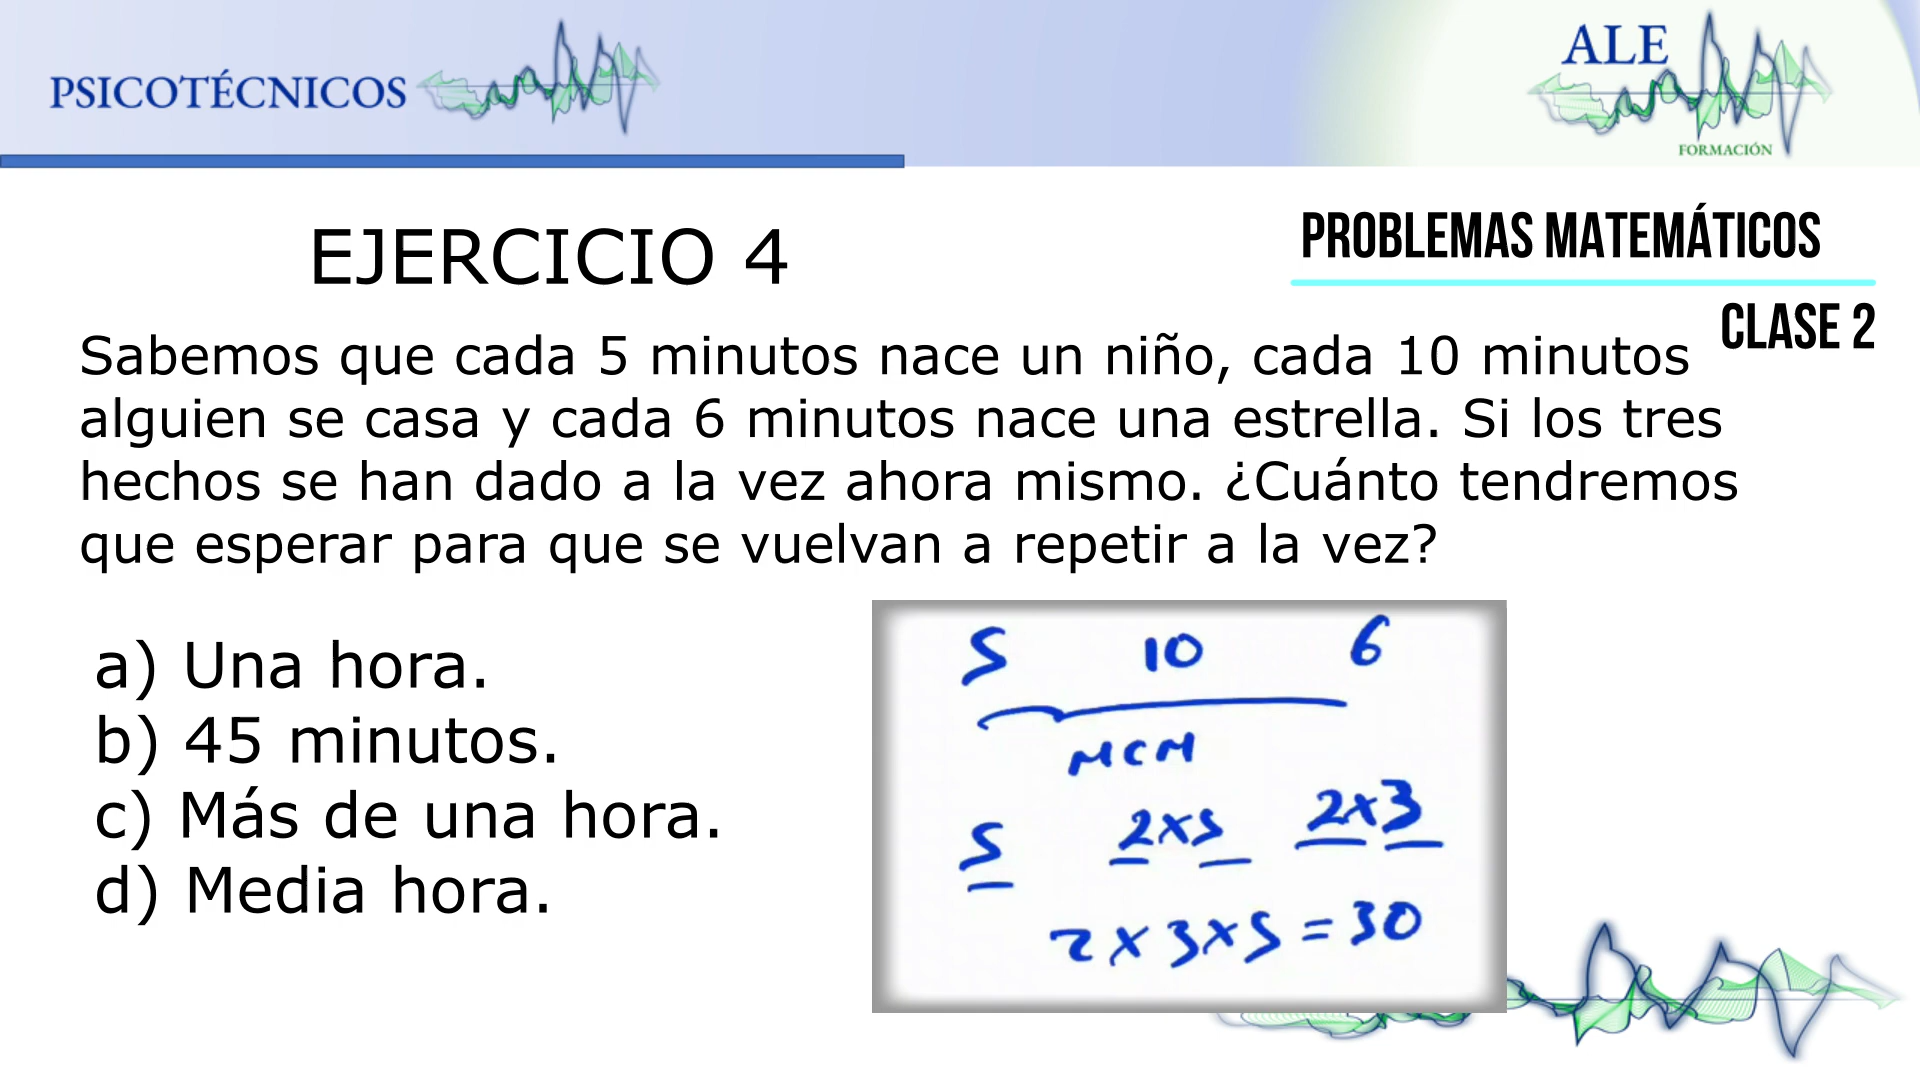 PSICOTÉCNICOS
ALE
FORMACIÓN
EJERCICIO 4
PROBLEMAS MATEMÁTICOS
CLASE 2
Sabemos que cada 5 minutos nace un niño, cada 10 minutos
alguien se casa y cada 6 minutos nace una estrella. Si los tres
hechos se han dado a la vez ahora mismo. ¿Cuánto tendremos
que esperar para que se vuelvan a repetir a la vez?
a) Una hora.
b) 45 minutos.
c) Más de una hora.
d) Media hora.
5 10 6
MCM
5 2x5 2x3
2x3x5=30